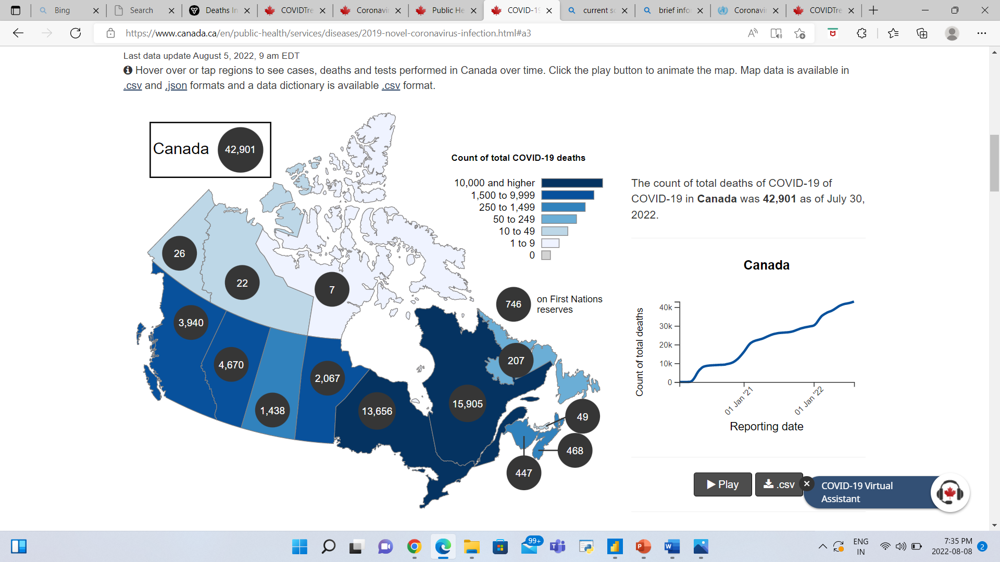 Bing
Search
Deaths In
COVIDTre
Coronavir
Public He
COVID-19
current so
brief info
Coronavir
COVIDTre
https://www.canada.ca/en/public-health/services/diseases/2019-novel-coronavirus-infection.html#a3
Last data update August 5, 2022, 9 am EDT
Hover over or tap regions to see cases, deaths and tests performed in Canada over time. Click the play button to animate the map. Map data is available in
.csv and .json formats and a data dictionary is available .csv format.
Canada 42,901
Count of total COVID-19 deaths
10,000 and higher
1,500 to 9,999
250 to 1,499
50 to 249
10 to 49
1 to 9
0
26
22
7
746
on First Nations
reserves
3,940
4,670
1,438
2,067
13,656
15,905
207
49
468
447
The count of total deaths of COVID-19 of
COVID-19 in Canada was 42,901 as of July 30,
2022.
Canada
Count of total deaths
40k
30k
20k
10k
0
01 Jan '21
01 Jan '22
Reporting date
Play
.csv
COVID-19 Virtual
Assistant
99+
ENG
IN
7:35 PM
2022-08-08
2